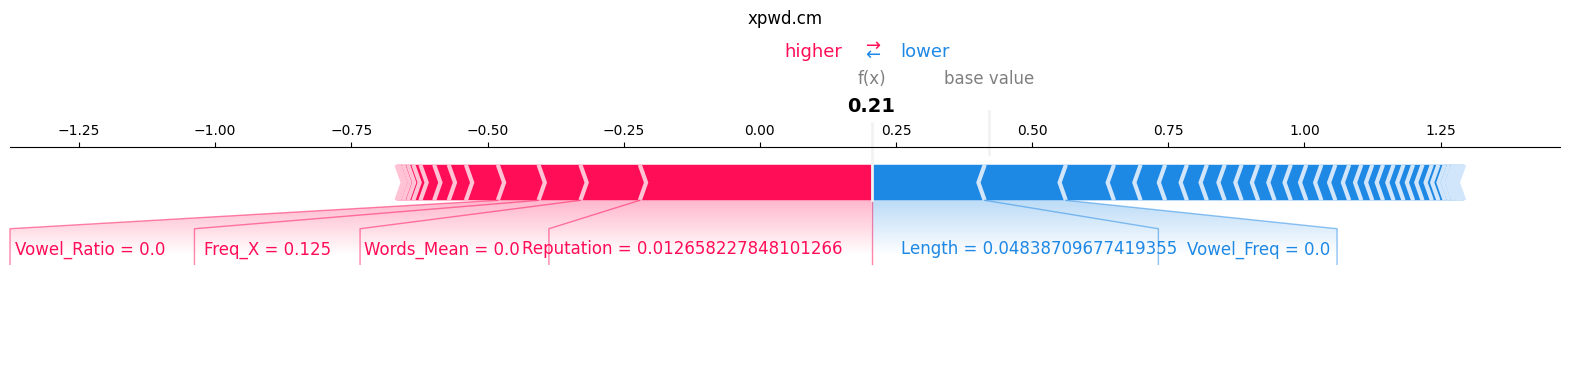 xpwd.cm
higher ⇄ lower
f(x) base value
0.21
−1.25 −1.00 −0.75 −0.50 −0.25 0.00 0.25 0.50 0.75 1.00 1.25
Vowel_Ratio = 0.0 Freq_X = 0.125 Words_Mean = 0.0 Reputation = 0.012658227848101266 Length = 0.04838709677419355 Vowel_Freq = 0.0